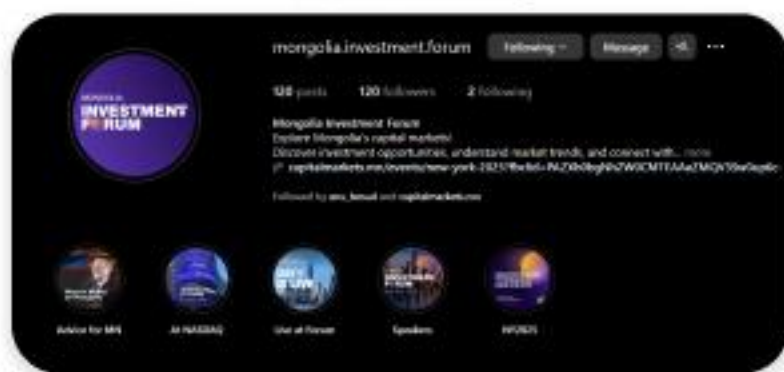 mongolia.investment.forum Following Message
MONGOLIA
INVESTMENT
FORUM
120 posts 120 followers 2 following
Mongolia Investment Forum
Explore Mongolia's capital markets!
Discover investment opportunities, understand market trends, and connect with... more
Followed by and capitalmarkets.mn
Advice for MN At NASDAQ Live at Forum Speakers NY2025